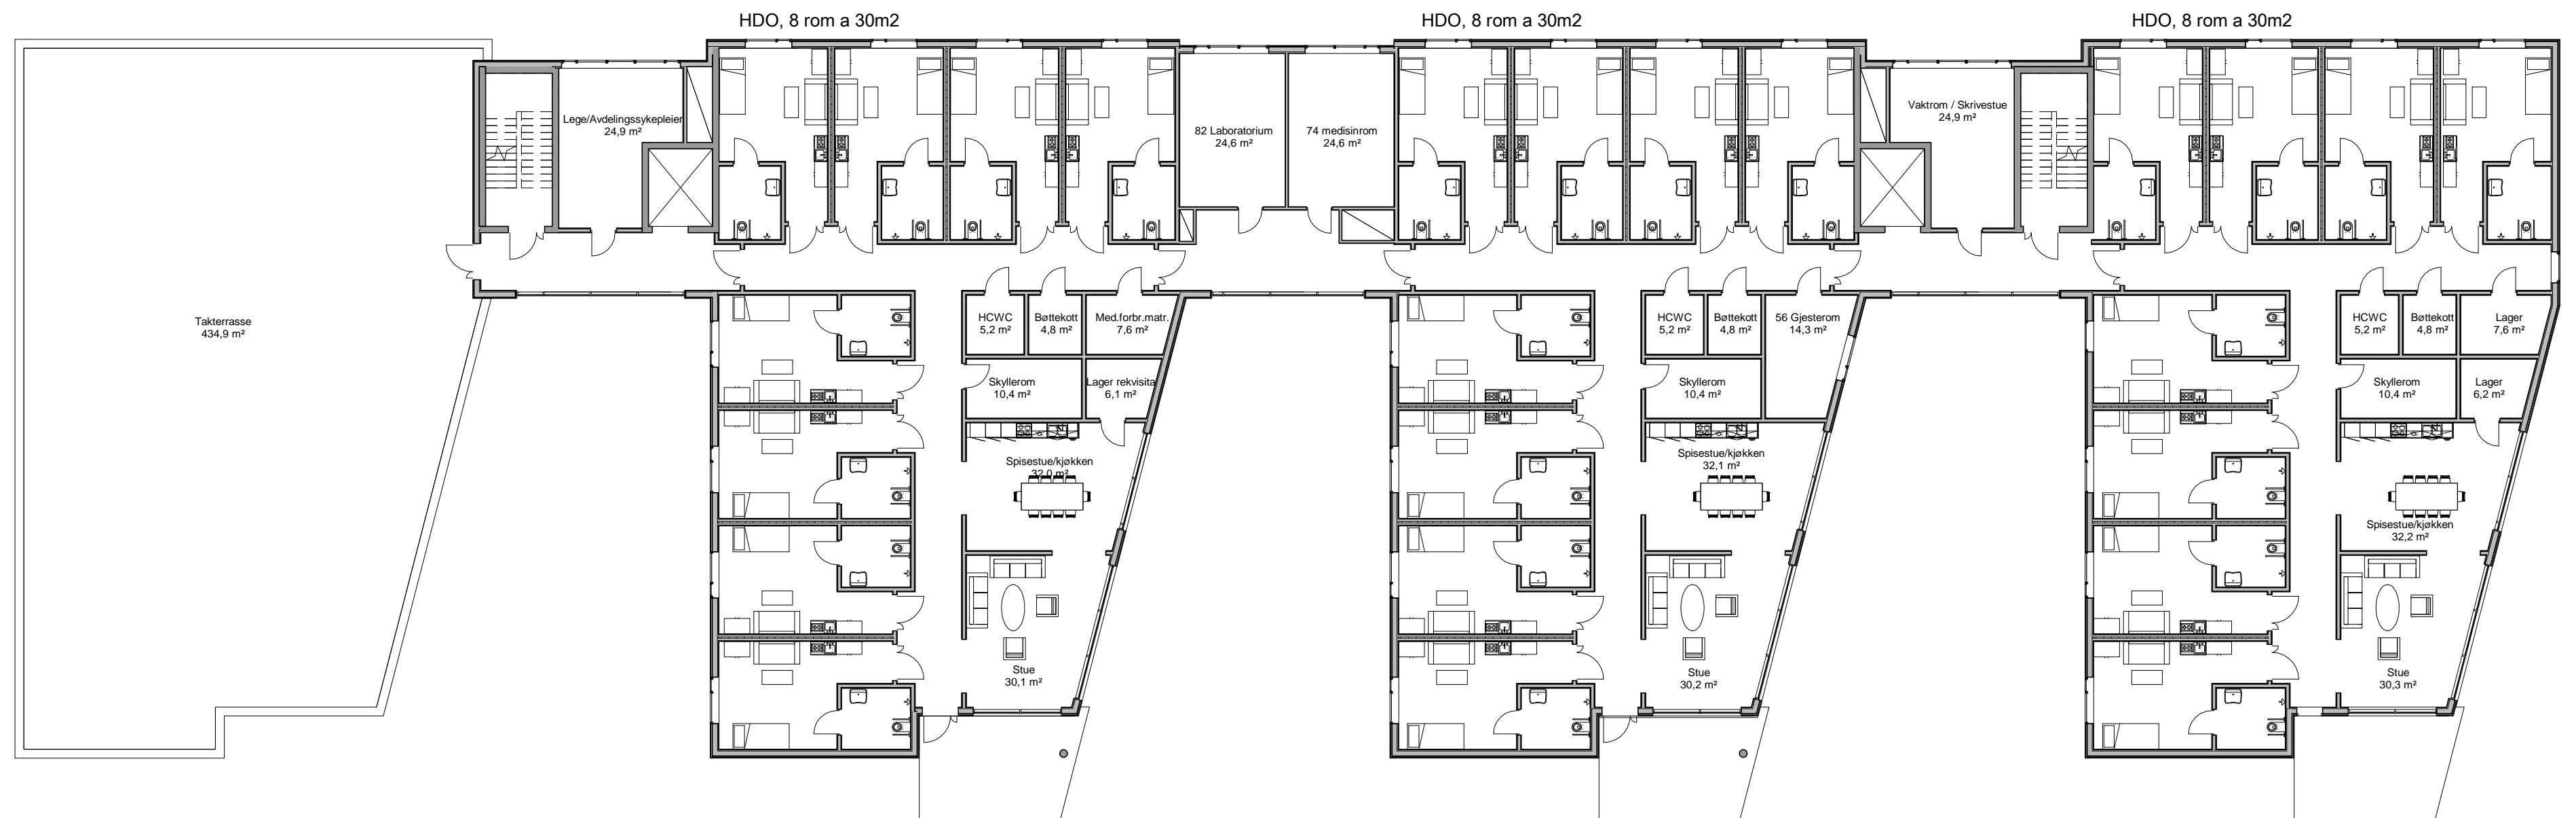 HDO, 8 rom a 30m2
HDO, 8 rom a 30m2
HDO, 8 rom a 30m2
Lege/Avdelingssykepleier
24,9 m²
82 Laboratorium
24,6 m²
74 medisinrom
24,6 m²
Vaktrom / Skrivestue
24,9 m²
Takterrasse
434,9 m²
HCWC
5,2 m²
Bøttekott
4,8 m²
Med.forbr.matr.
7,6 m²
Skyllerom
10,4 m²
Lager rekvisita
6,1 m²
Spisestue/kjøkken
32,0 m²
Stue
30,1 m²
HCWC
5,2 m²
Bøttekott
4,8 m²
56 Gjesterom
14,3 m²
Skyllerom
10,4 m²
Spisestue/kjøkken
32,1 m²
Stue
30,2 m²
HCWC
5,2 m²
Bøttekott
4,8 m²
Lager
7,6 m²
Skyllerom
10,4 m²
Lager
6,2 m²
Spisestue/kjøkken
32,2 m²
Stue
30,3 m²